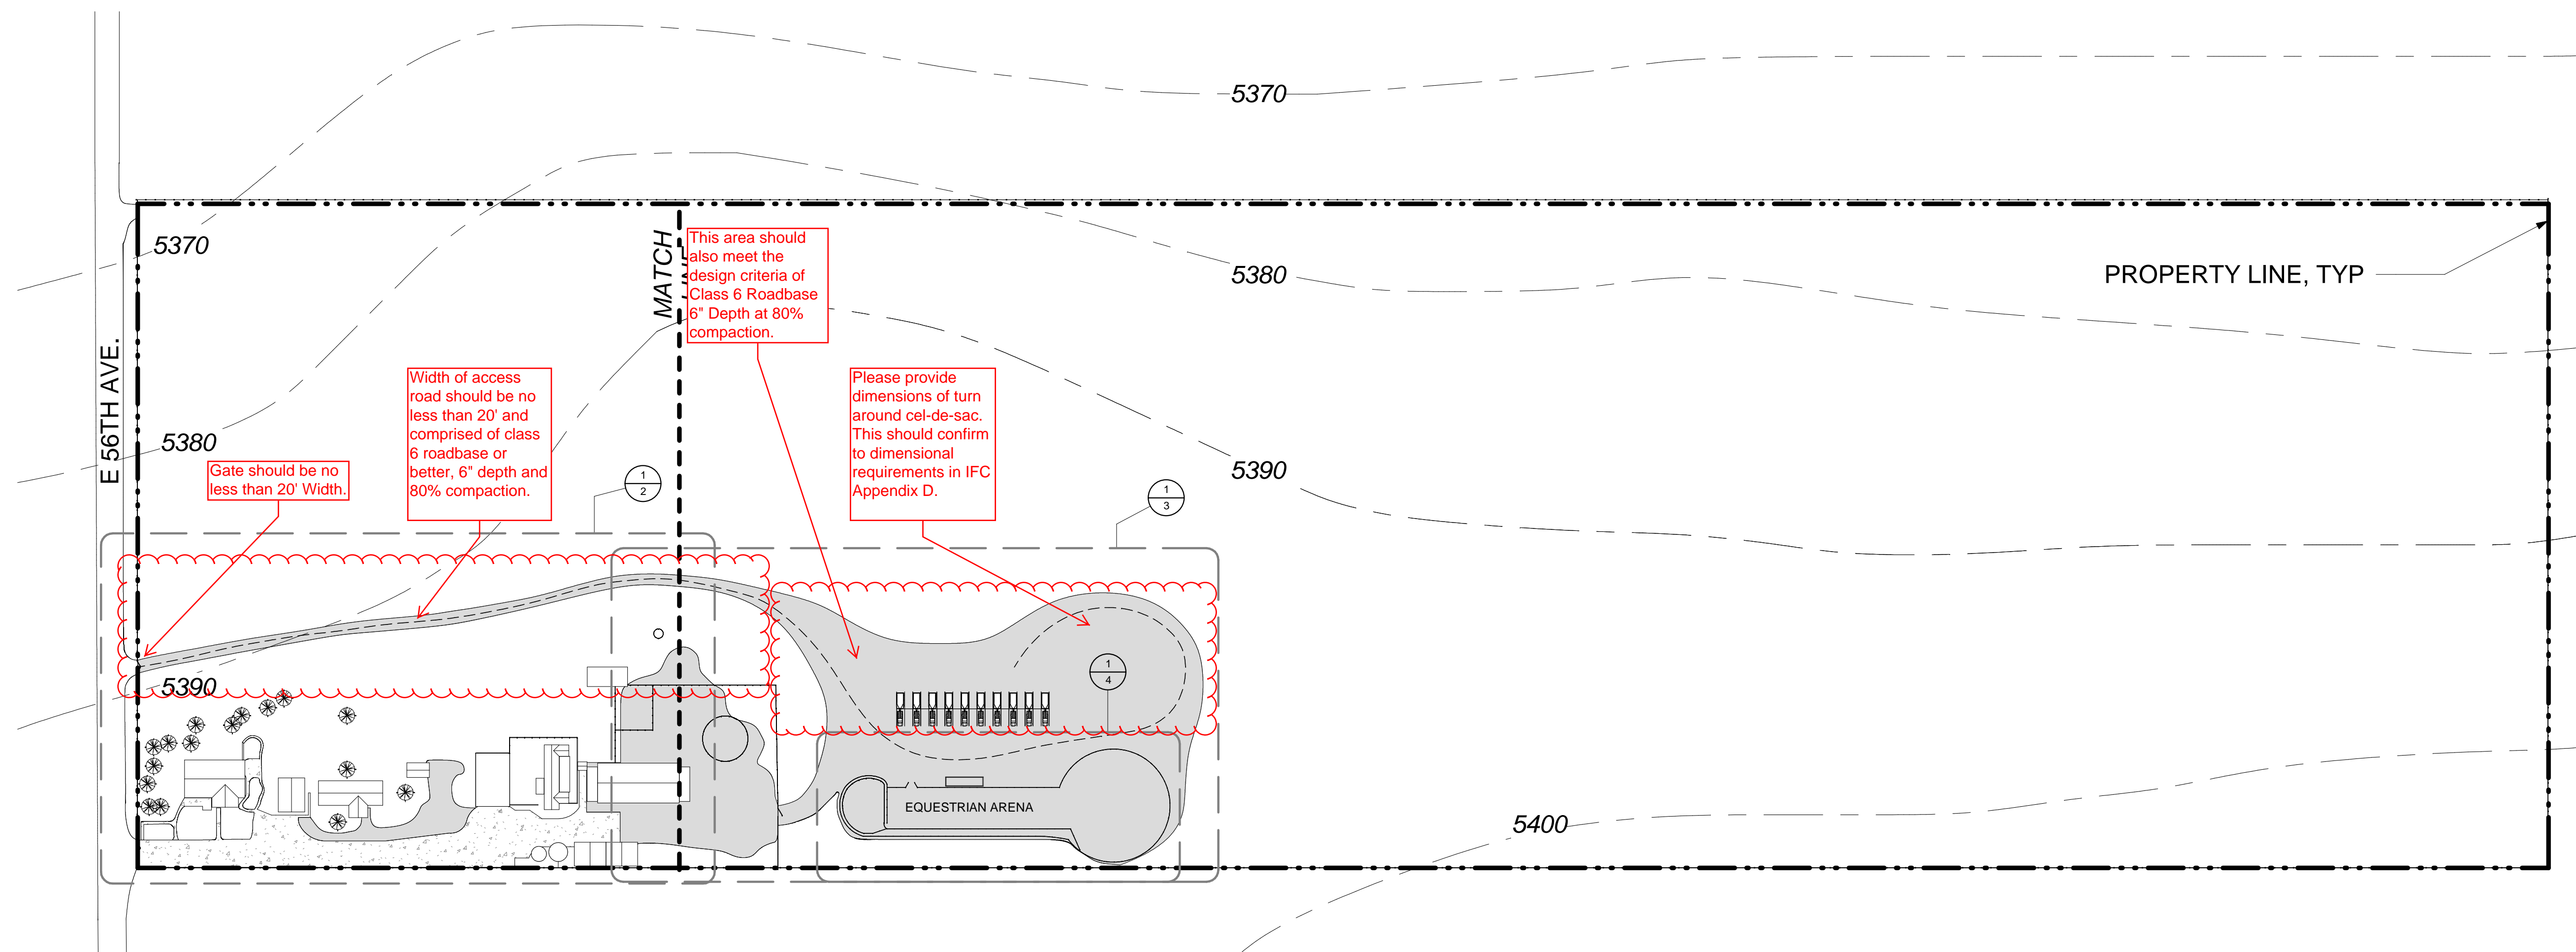 5370
5370
MATCH
This area should
also meet the
design criteria of
Class 6 Roadbase
6" Depth at 80%
compaction.
5380
PROPERTY LINE, TYP
E 56TH AVE.
5380
Width of access
road should be no
less than 20' and
comprised of class
6 roadbase or
better, 6" depth and
80% compaction.
Please provide
dimensions of turn
around cel-de-sac.
This should confirm
to dimensional
requirements in IFC
Appendix D.
5390
Gate should be no
less than 20' Width.
1
2
1
3
1
4
5390
EQUESTRIAN ARENA
5400